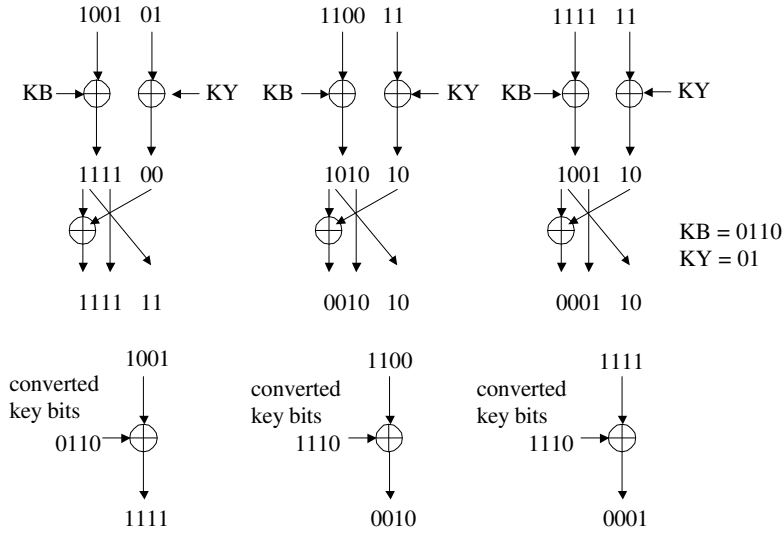 1001 01 1100 11 1111 11
KB KY KB KY KB KY
1111 00 1010 10 1001 10
KB = 0110
KY = 01
1111 11 0010 10 0001 10
1001 1100 1111
converted converted converted
key bits key bits key bits
0110 1110 1110
1111 0010 0001